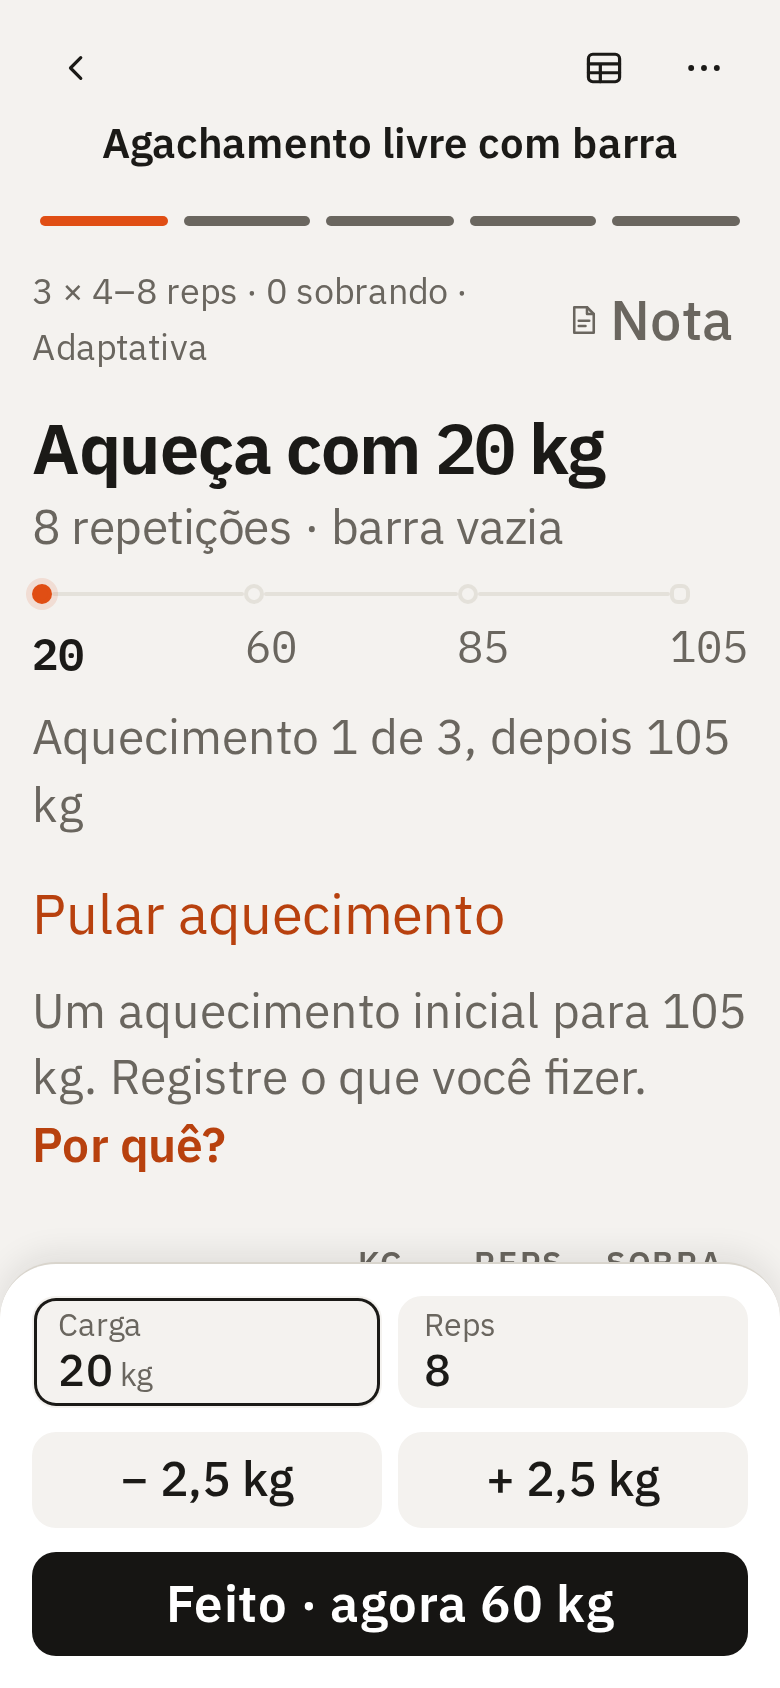 Agachamento livre com barra
3 × 4–8 reps · 0 sobrando ·
Adaptativa
Nota
Aqueça com 20 kg
8 repetições · barra vazia
20 60 85 105
Aquecimento 1 de 3, depois 105
kg
Pular aquecimento
Um aquecimento inicial para 105
kg. Registre o que você fizer.
Por quê?
KG REPS SOBRA
Carga
20 kg
Reps
8
− 2,5 kg
+ 2,5 kg
Feito · agora 60 kg